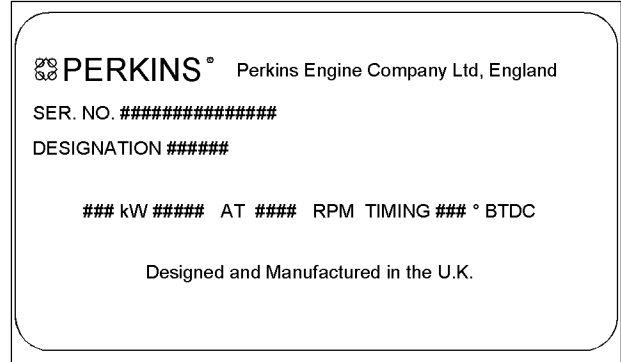 PERKINS® Perkins Engine Company Ltd, England
SER. NO. ###############
DESIGNATION ######
### kW ##### AT #### RPM TIMING ### ° BTDC
Designed and Manufactured in the U.K.